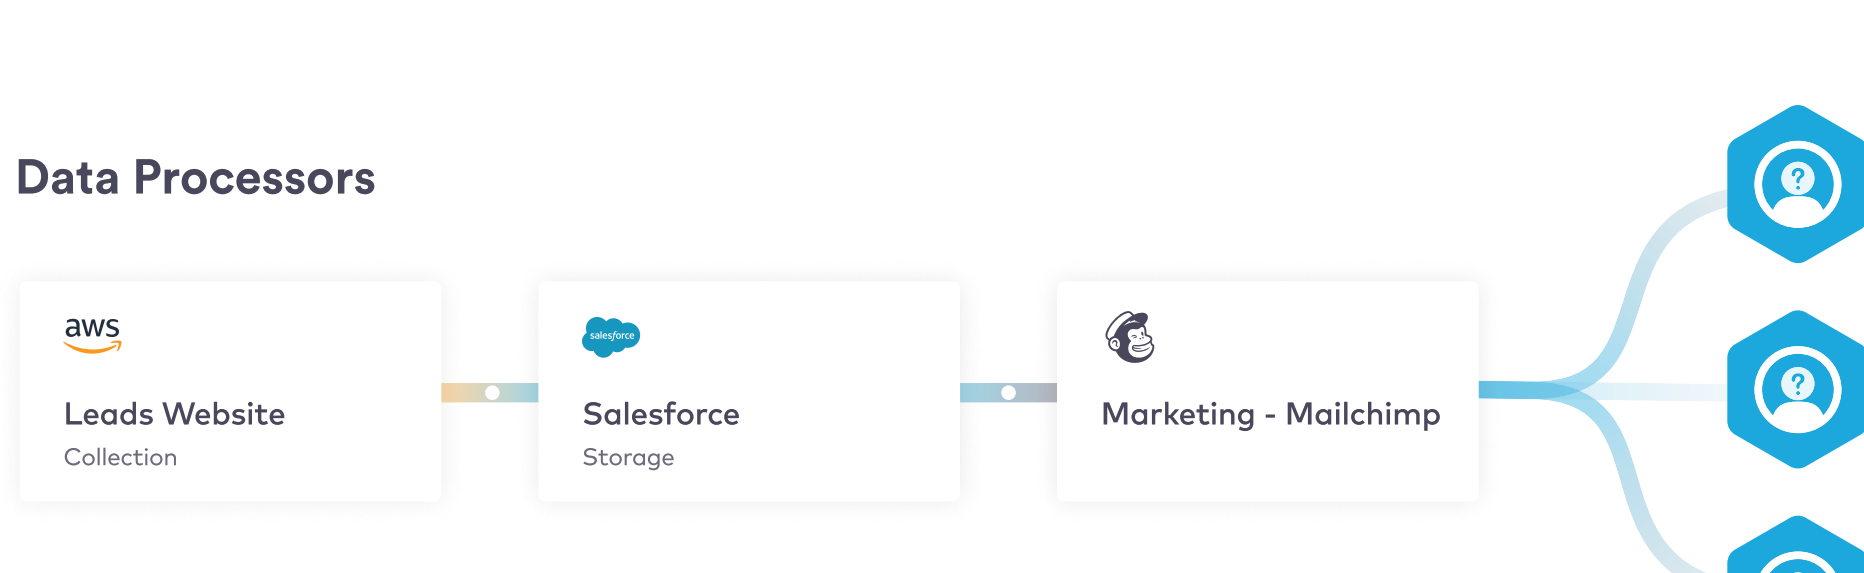 Data Processors
aws
salesforce
Leads Website
Salesforce
Marketing - Mailchimp
Collection
Storage
?
?